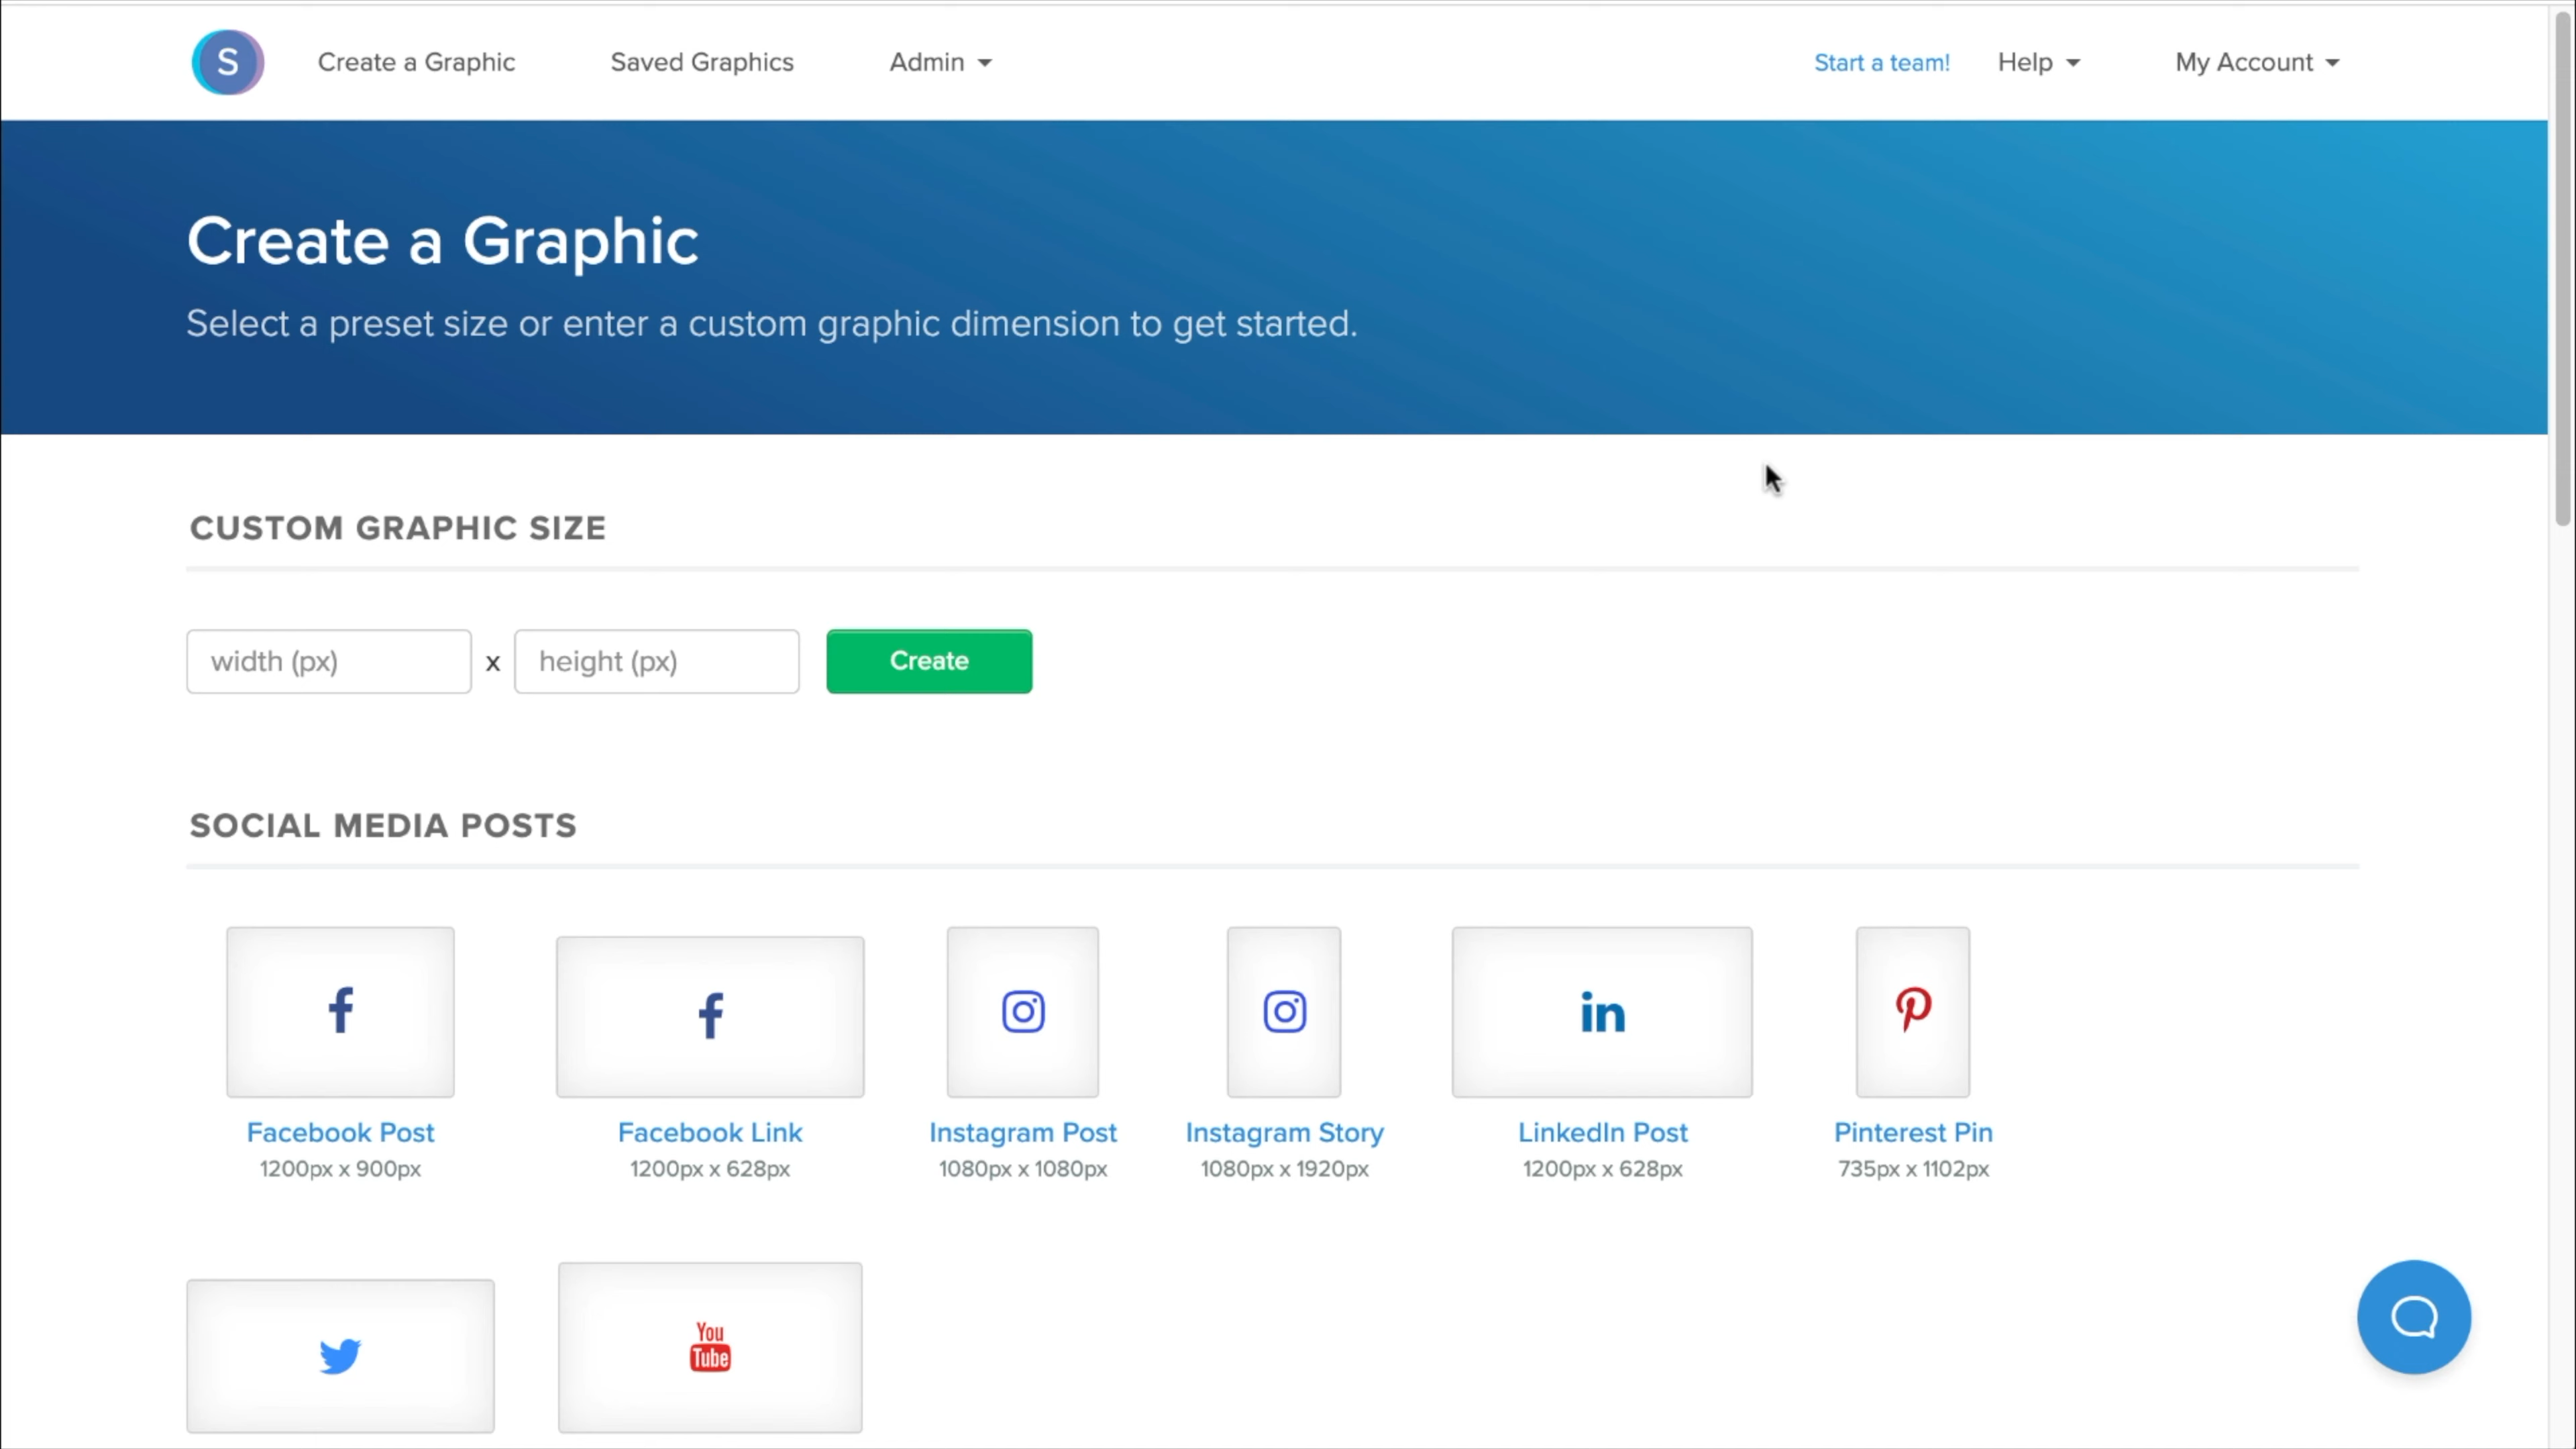 S
Create a Graphic
Saved Graphics
Admin
Start a team!
Help
My Account
Create a Graphic
Select a preset size or enter a custom graphic dimension to get started.
CUSTOM GRAPHIC SIZE
width (px) x height (px)
Create
SOCIAL MEDIA POSTS
Facebook Post
1200px x 900px
Facebook Link
1200px x 628px
Instagram Post
1080px x 1080px
Instagram Story
1080px x 1920px
in
LinkedIn Post
1200px x 628px
Pinterest Pin
735px x 1102px
You
Tube